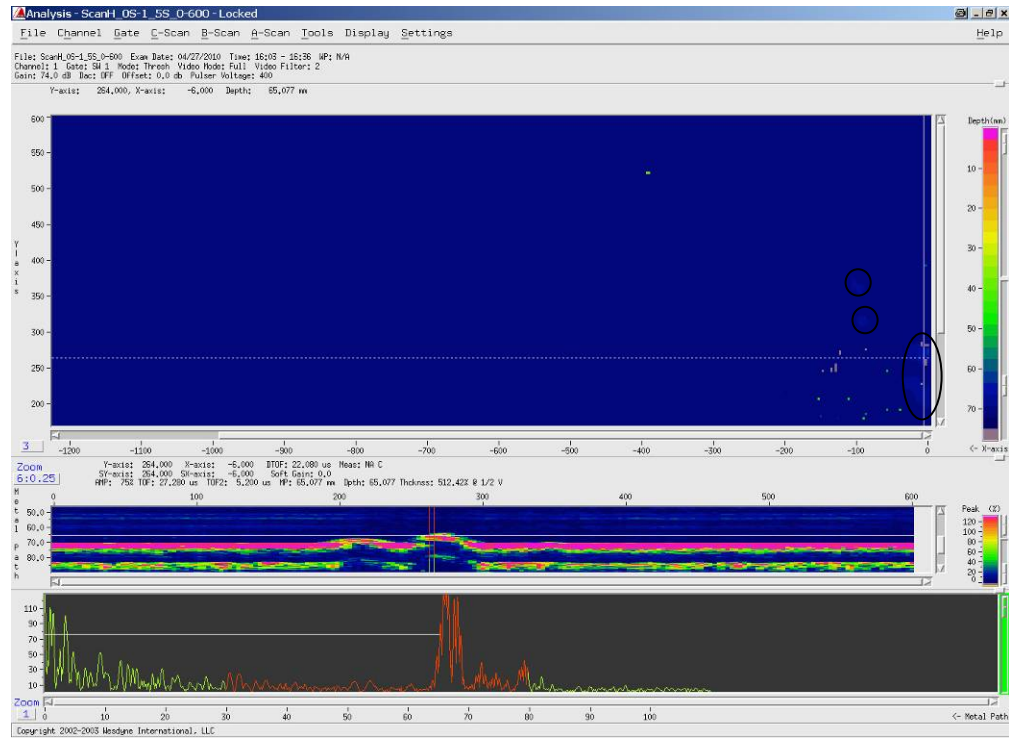 Analysis - ScanH_OS-1_5S_0-600 - Locked
File Channel Gate C-Scan B-Scan A-Scan Tools Display Settings Help
File: ScanH_OS-1_5S_0-600 Exam Date: 04/27/2010 Time: 16:03 - 16:36 WP: N/A
Channel: 1 Gate: SW 1 Mode: Thresh Video Mode: Full Video Filter: 2
Gain: 74.0 dB Dac: OFF Offset: 0.0 db Pulser Voltage: 400
Y-axis: 264.000, X-axis: -6.000 Depth: 65.077 mm
Depth(mm)
600
550
500
450
400
350
300
250
200
Y-axis
10
20
30
40
50
60
70
3 -1200 -1100 -1000 -900 -800 -700 -600 -500 -400 -300 -200 -100 0 <- X-axis
Zoom
6:0.25
Y-axis: 264.000 X-axis: -6.000 DTOF: 22.080 us Meas: MA C
SY-axis: 264.000 SX-axis: -6.000 Soft Gain: 0.0
AMP: 75% TOF: 27.280 us TOF2: 5.200 us MP: 65.077 mm Dpth: 65.077 Thcknss: 512.42% @ 1/2 V
0 100 200 300 400 500 600
Metal Path
50.0
60.0
70.0
80.0
Peak (%)
120
100
80
60
40
20
0
110
90
70
50
30
10
Zoom
1 0 10 20 30 40 50 60 70 80 90 100 <- Metal Path
Copyright 2002-2003 Wesdyne International, LLC